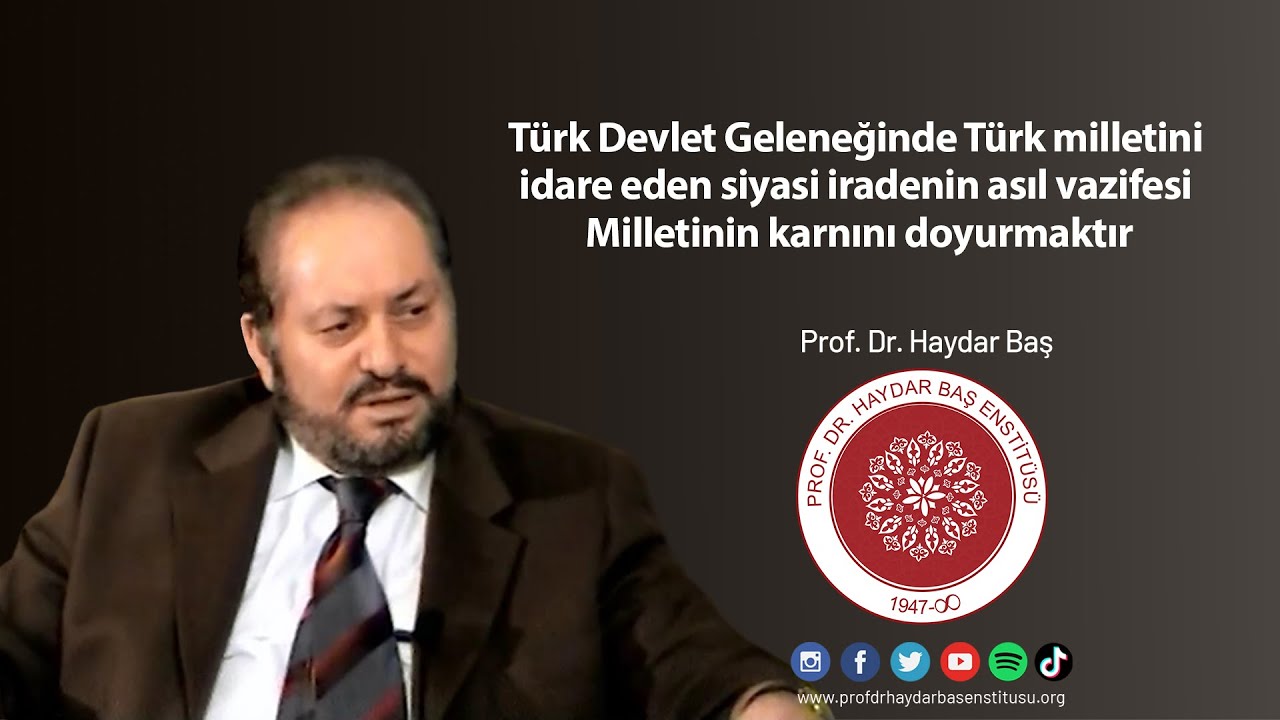 Türk Devlet Geleneğinde Türk milletini
idare eden siyasi iradenin asıl vazifesi
Milletinin karnını doyurmaktır
Prof. Dr. Haydar Baş
PROF. DR. HAYDAR BAŞ ENSTİTÜSÜ
1947-∞
www.profdrhaydarbasenstitusu.org